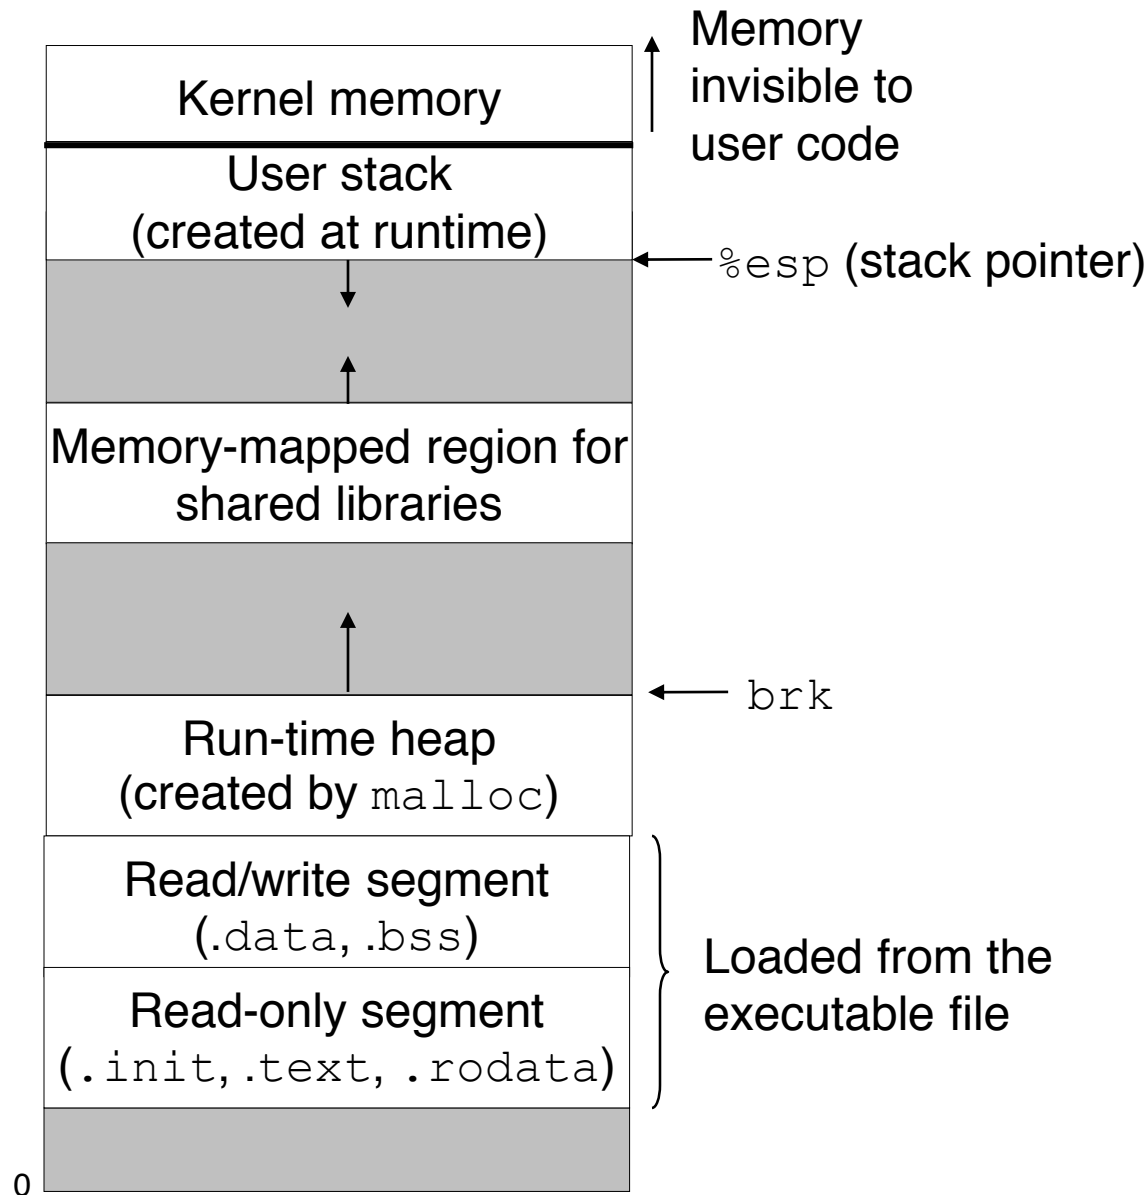 Kernel memory
Memory
invisible to
user code
User stack
(created at runtime)
%esp (stack pointer)
Memory-mapped region for
shared libraries
brk
Run-time heap
(created by malloc)
Read/write segment
(.data, .bss)
Read-only segment
(.init, .text, .rodata)
Loaded from the
executable file
0